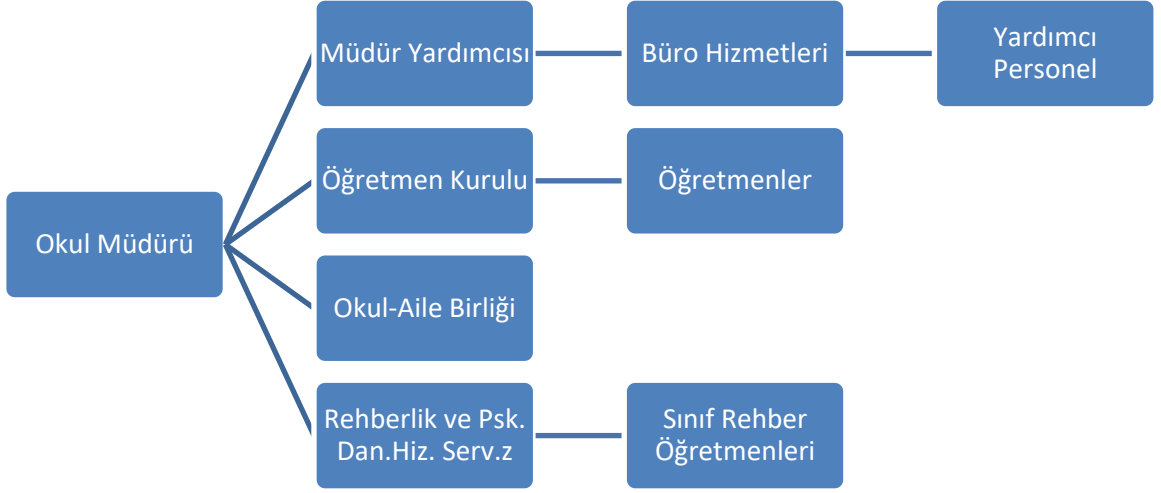 Müdür Yardımcısı
Büro Hizmetleri
Yardımcı
Personel
Öğretmen Kurulu
Öğretmenler
Okul Müdürü
Okul-Aile Birliği
Rehberlik ve Psk.
Dan.Hiz. Serv.z
Sınıf Rehber
Öğretmenleri